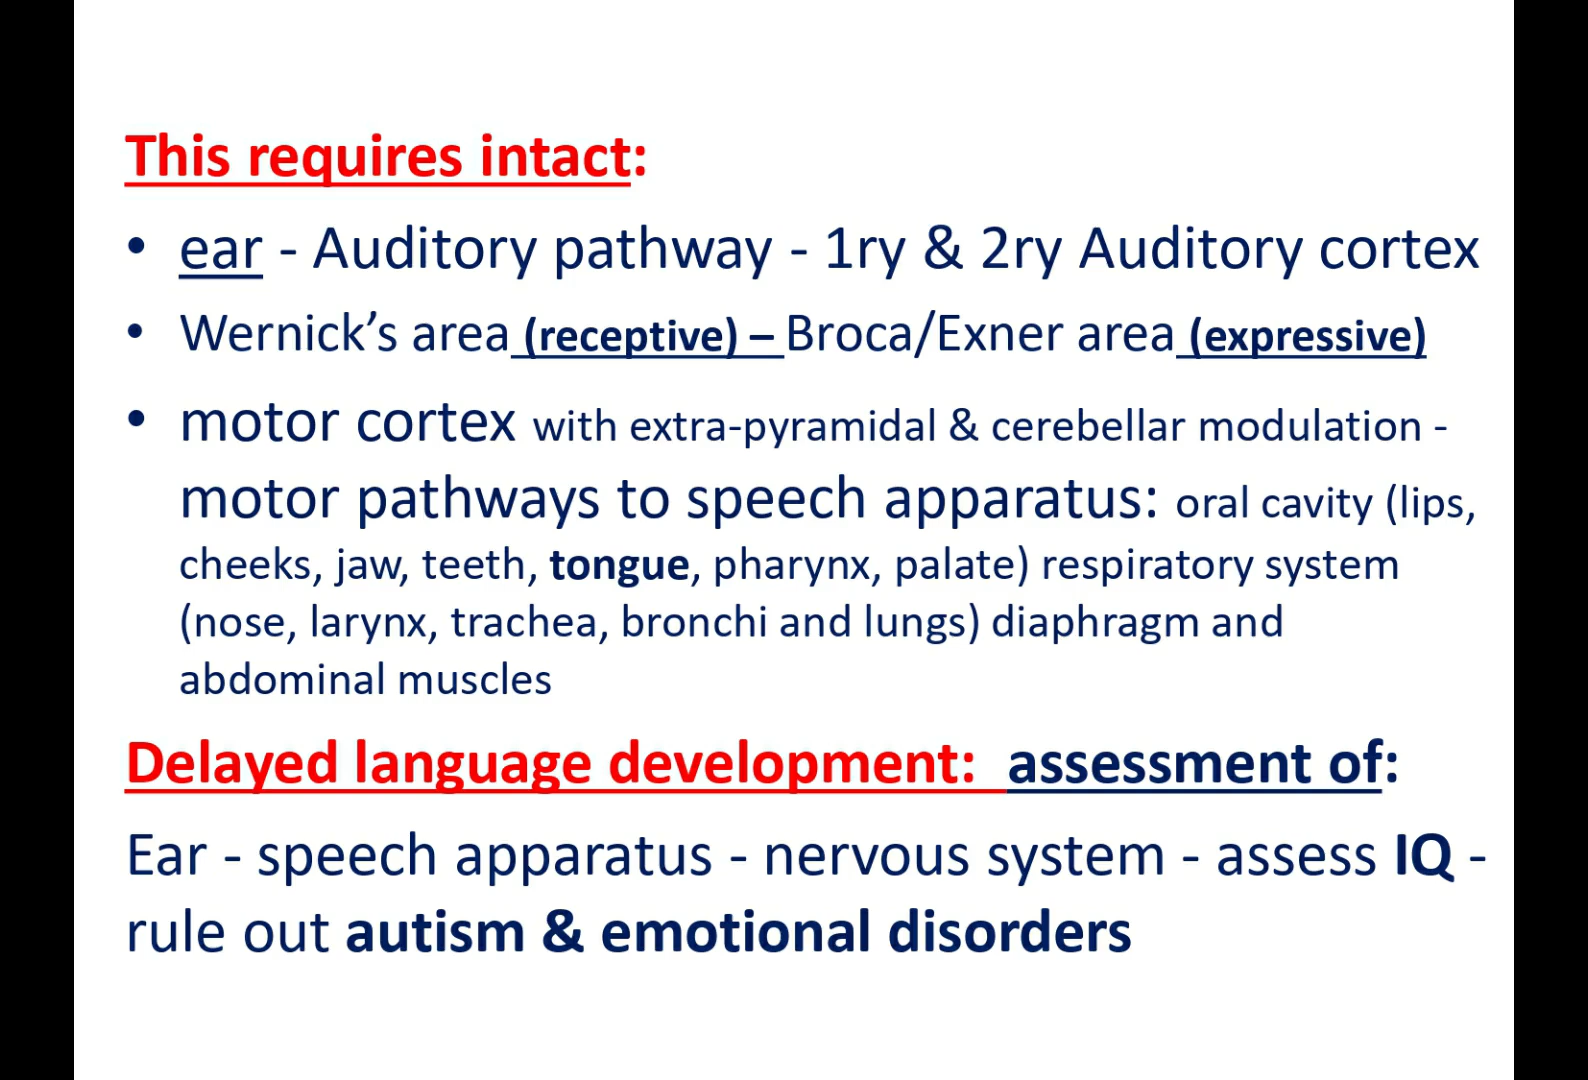 This requires intact:
• ear - Auditory pathway - 1ry & 2ry Auditory cortex
• Wernick’s area (receptive) – Broca/Exner area (expressive)
• motor cortex with extra-pyramidal & cerebellar modulation -
motor pathways to speech apparatus: oral cavity (lips,
cheeks, jaw, teeth, tongue, pharynx, palate) respiratory system
(nose, larynx, trachea, bronchi and lungs) diaphragm and
abdominal muscles
Delayed language development: assessment of:
Ear - speech apparatus - nervous system - assess IQ -
rule out autism & emotional disorders